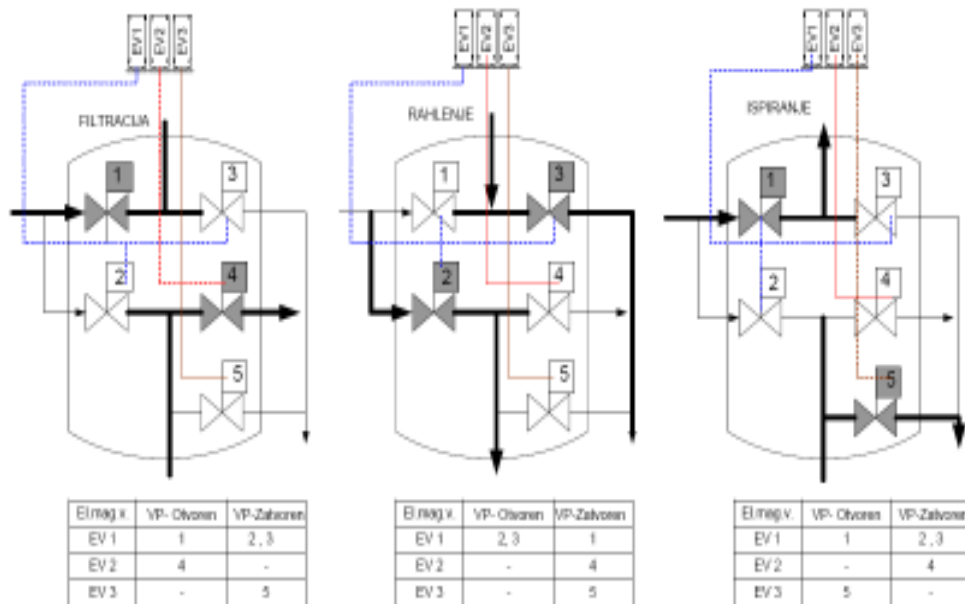 EV1 EV2 EV3
FILTRACIJA
1
3
2
4
5
El.mag.v. VP- Otvoren VP-Zatvoren
EV 1 1 2 , 3
EV 2 4 -
EV 3 - 5
EV1 EV2 EV3
RAHLENJE
1
3
2
4
5
El.mag.v. VP- Otvoren VP-Zatvoren
EV 1 2, 3 1
EV 2 - 4
EV 3 - 5
EV1 EV2 EV3
ISPIRANJE
1
3
2
4
5
El.mag.v. VP- Otvoren VP-Zatvoren
EV 1 1 2 , 3
EV 2 - 4
EV 3 5 -